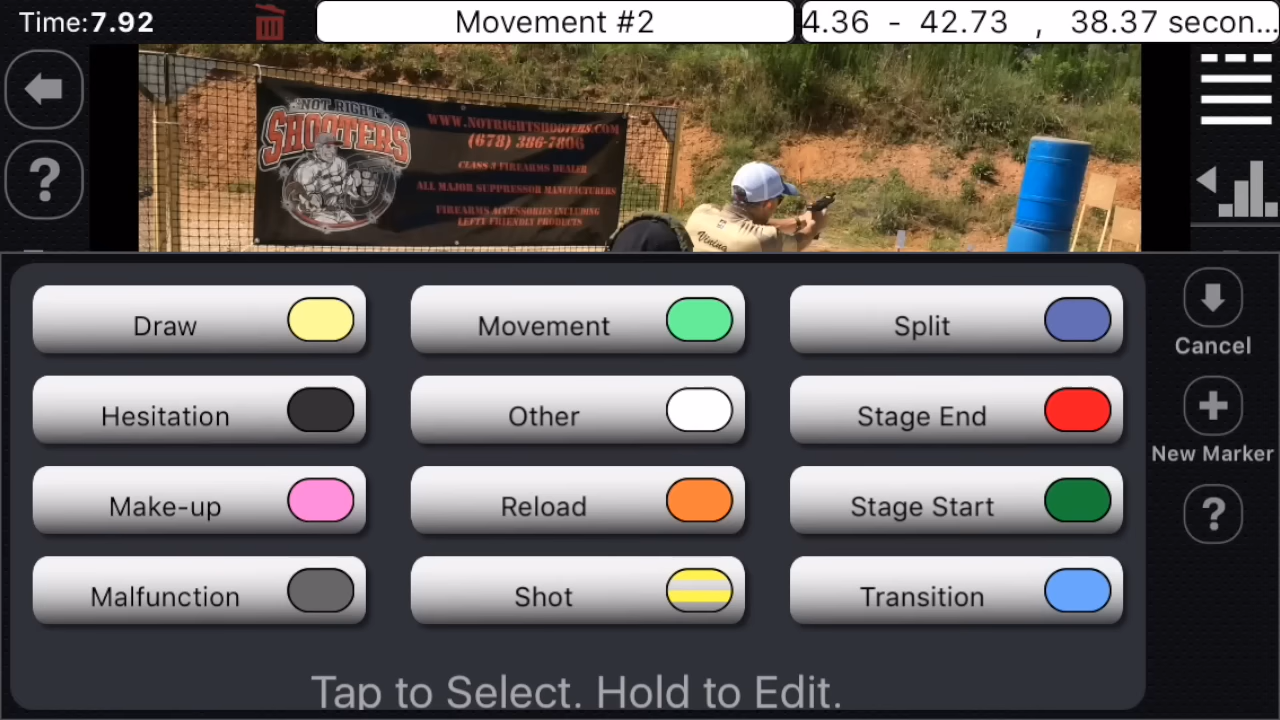 Time:7.92
Movement #2
4.36 - 42.73 , 38.37 secon...
NOT RIGHT
SHOOTERS
WWW.NOTRIGHTSHOOTERS.COM
(678) 386-7806
CLASS 3 FIREARMS DEALER
ALL MAJOR SUPPRESSOR MANUFACTURERS
FIREARMS ACCESSORIES INCLUDING
LEFTY FRIENDLY PRODUCTS
Vining
?
Draw
Movement
Split
Cancel
Hesitation
Other
Stage End
New Marker
Make-up
Reload
Stage Start
?
Malfunction
Shot
Transition
Tap to Select. Hold to Edit.